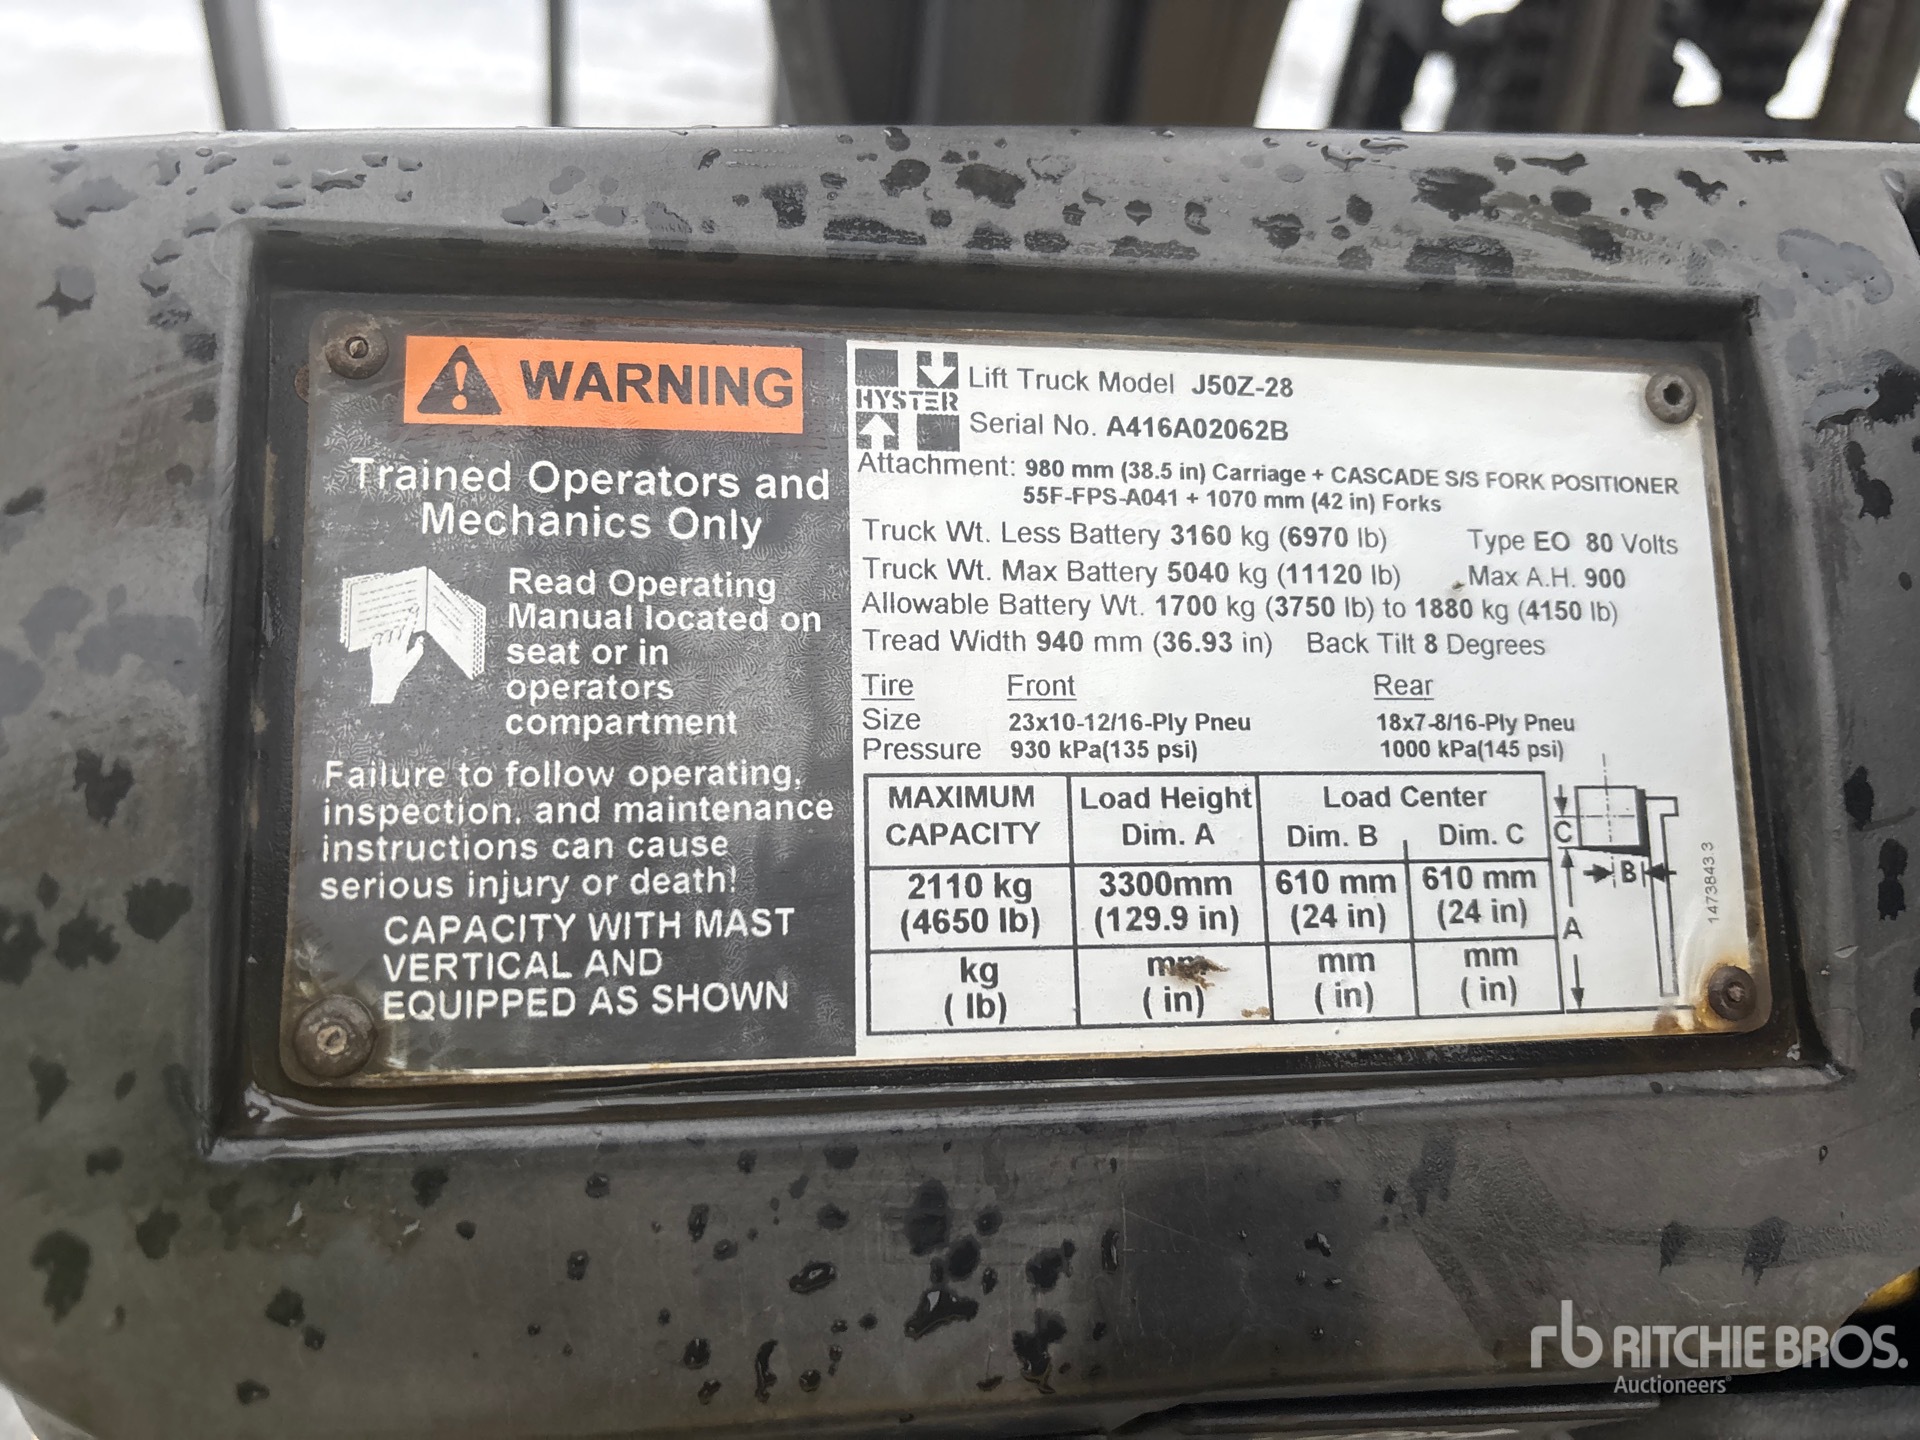 WARNING
Trained Operators and
Mechanics Only
Read Operating
Manual located on
seat or in
operators
compartment
Failure to follow operating,
inspection, and maintenance
instructions can cause
serious injury or death!
CAPACITY WITH MAST
VERTICAL AND
EQUIPPED AS SHOWN
HYSTER
Lift Truck Model J50Z-28
Serial No. A416A02062B
Attachment: 980 mm (38.5 in) Carriage + CASCADE S/S FORK POSITIONER
55F-FPS-A041 + 1070 mm (42 in) Forks
Truck Wt. Less Battery 3160 kg (6970 lb) Type EO 80 Volts
Truck Wt. Max Battery 5040 kg (11120 lb) Max A.H. 900
Allowable Battery Wt. 1700 kg (3750 lb) to 1880 kg (4150 lb)
Tread Width 940 mm (36.93 in) Back Tilt 8 Degrees
Tire Front Rear
Size 23x10-12/16-Ply Pneu 18x7-8/16-Ply Pneu
Pressure 930 kPa(135 psi) 1000 kPa(145 psi)
MAXIMUM Load Height Load Center
CAPACITY Dim. A Dim. B Dim. C
2110 kg 3300mm 610 mm 610 mm
(4650 lb) (129.9 in) (24 in) (24 in)
kg mm mm mm
( lb) ( in) ( in) ( in)
C
B
A
1473843.3
rb RITCHIE BROS.
Auctioneers